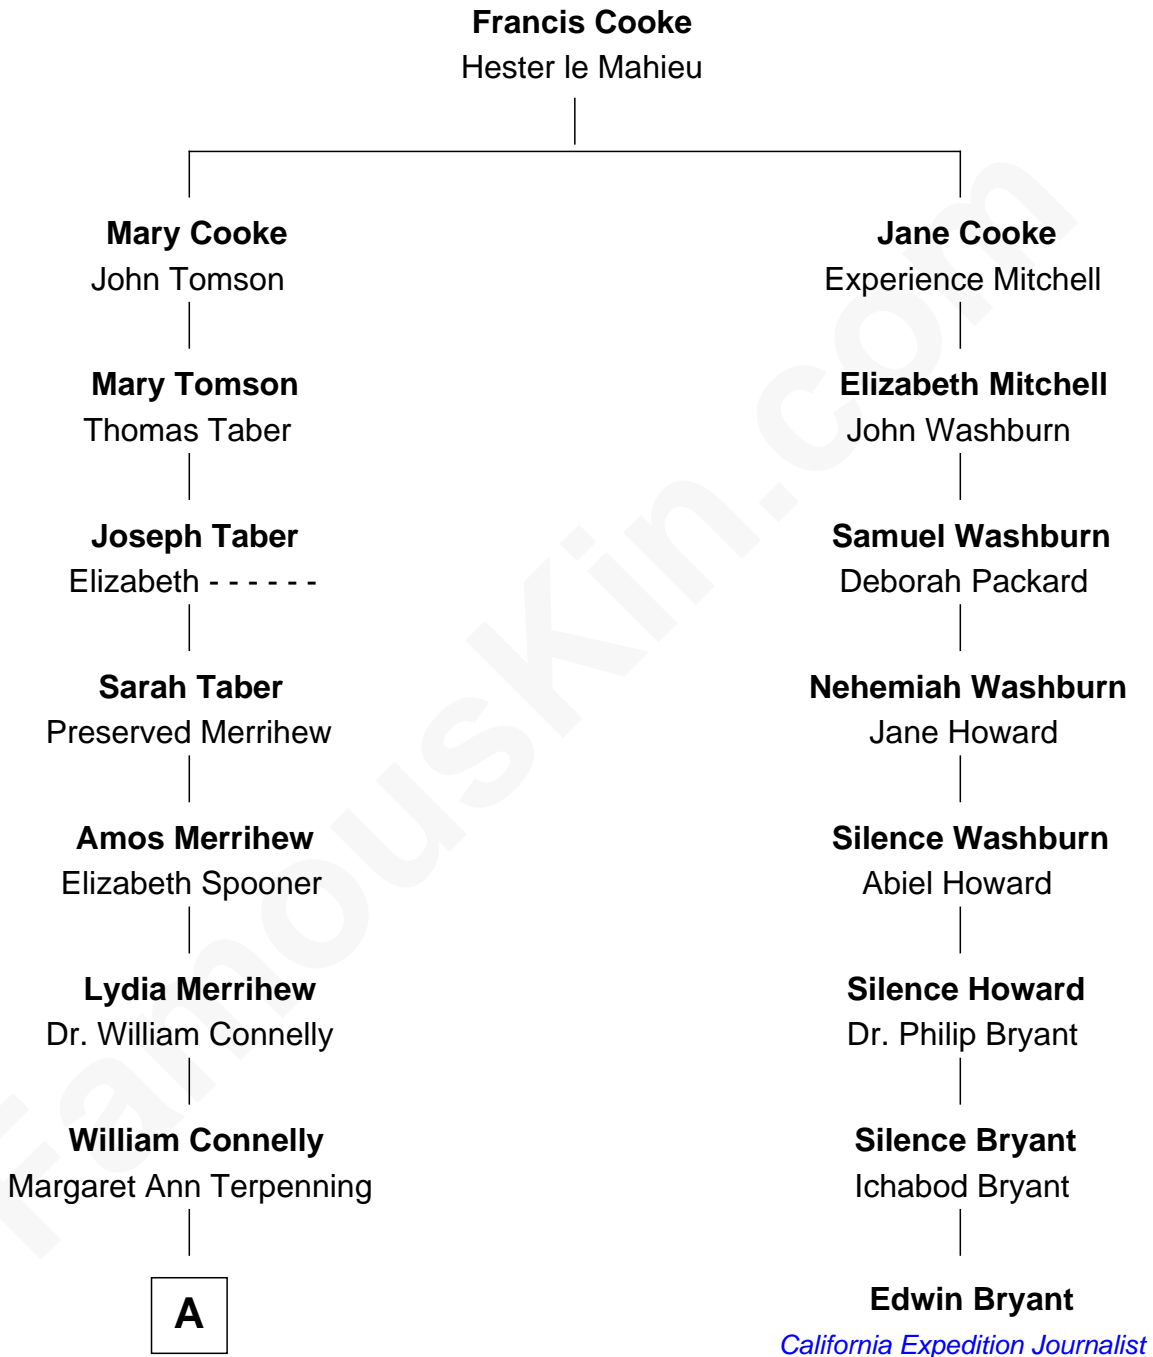 Francis Cooke
Hester le Mahieu
Mary Cooke
John Tomson
Jane Cooke
Experience Mitchell
Mary Tomson
Thomas Taber
Elizabeth Mitchell
John Washburn
Joseph Taber
Elizabeth - - - - - -
Samuel Washburn
Deborah Packard
Sarah Taber
Preserved Merrihew
Nehemiah Washburn
Jane Howard
Amos Merrihew
Elizabeth Spooner
Silence Washburn
Abiel Howard
Lydia Merrihew
Dr. William Connelly
Silence Howard
Dr. Philip Bryant
William Connelly
Margaret Ann Terpenning
Silence Bryant
Ichabod Bryant
A
Edwin Bryant
California Expedition Journalist
FamousKin.com